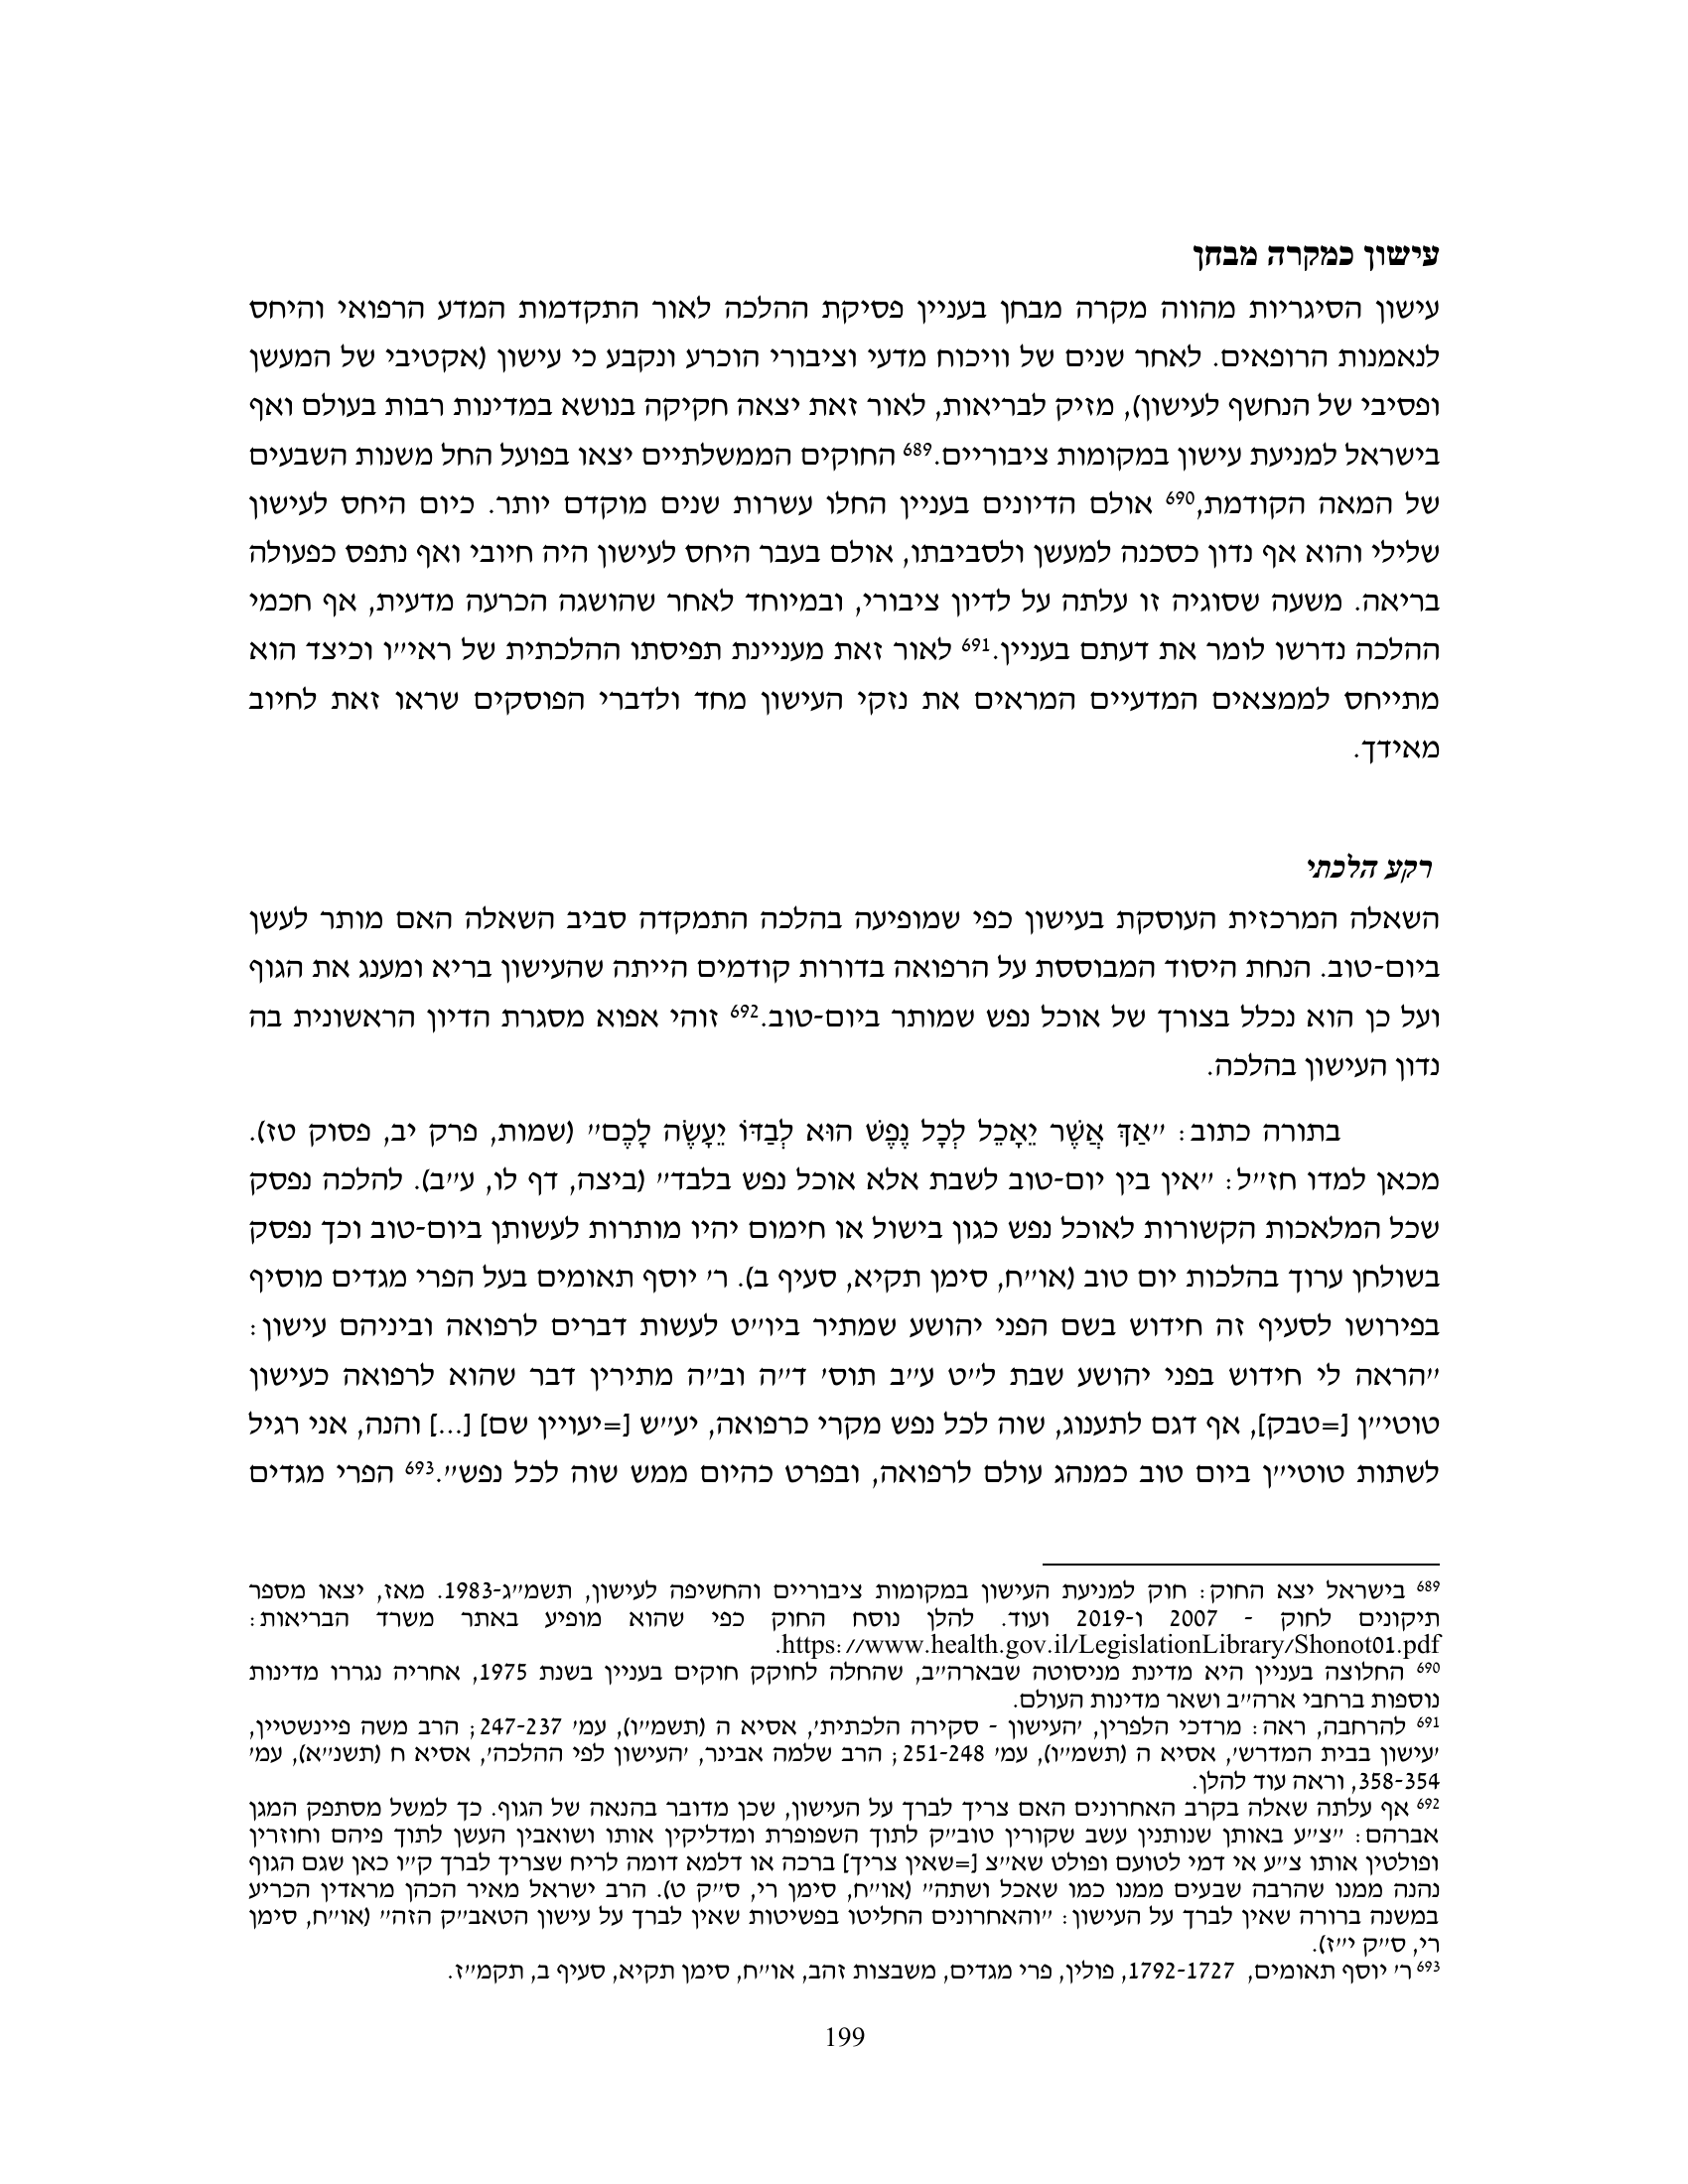 עישון כמקרה מבחן
עישון הסיגריות מהווה מקרה מבחן בעניין פסיקת ההלכה לאור התקדמות המדע הרפואי והיחס
לנאמנות הרופאים. לאחר שנים של וויכוח מדעי וציבורי הוכרע ונקבע כי עישון (אקטיבי של המעשן
ופסיבי של הנחשף לעישון), מזיק לבריאות, לאור זאת יצאה חקיקה בנושא במדינות רבות בעולם ואף
בישראל למניעת עישון במקומות ציבוריים.689 החוקים הממשלתיים יצאו בפועל החל משנות השבעים
של המאה הקודמת,690 אולם הדיונים בעניין החלו עשרות שנים מוקדם יותר. כיום היחס לעישון
שלילי והוא אף נדון כסכנה למעשן ולסביבתו, אולם בעבר היחס לעישון היה חיובי ואף נתפס כפעולה
בריאה. משעה שסוגיה זו עלתה על לדיון ציבורי, ובמיוחד לאחר שהושגה הכרעה מדעית, אף חכמי
ההלכה נדרשו לומר את דעתם בעניין.691 לאור זאת מעניינת תפיסתו ההלכתית של ראי״ו וכיצד הוא
מתייחס לממצאים המדעיים המראים את נזקי העישון מחד ולדברי הפוסקים שראו זאת לחיוב
מאידך.
רקע הלכתי
השאלה המרכזית העוסקת בעישון כפי שמופיעה בהלכה התמקדה סביב השאלה האם מותר לעשן
ביום-טוב. הנחת היסוד המבוססת על הרפואה בדורות קודמים הייתה שהעישון בריא ומענג את הגוף
ועל כן הוא נכלל בצורך של אוכל נפש שמותר ביום-טוב.692 זוהי אפוא מסגרת הדיון הראשונית בה
נדון העישון בהלכה.
בתורה כתוב: ״אַךְ אֲשֶׁר יֵאָכֵל לְכָל נֶפֶשׁ הוּא לְבַדּוֹ יֵעָשֶׂה לָכֶם״ (שמות, פרק יב, פסוק טז).
מכאן למדו חז״ל: ״אין בין יום-טוב לשבת אלא אוכל נפש בלבד״ (ביצה, דף לו, ע״ב). להלכה נפסק
שכל המלאכות הקשורות לאוכל נפש כגון בישול או חימום יהיו מותרות לעשותן ביום-טוב וכך נפסק
בשולחן ערוך בהלכות יום טוב (או״ח, סימן תקיא, סעיף ב). ר׳ יוסף תאומים בעל הפרי מגדים מוסיף
בפירושו לסעיף זה חידוש בשם הפני יהושע שמתיר ביו״ט לעשות דברים לרפואה וביניהם עישון:
״הראה לי חידוש בפני יהושע שבת ל״ט ע״ב תוס׳ ד״ה וב״ה מתירין דבר שהוא לרפואה כעישון
טוטי״ן [=טבק], אף דגם לתענוג, שוה לכל נפש מקרי כרפואה, יע״ש [=יעויין שם] [...] והנה, אני רגיל
לשתות טוטי״ן ביום טוב כמנהג עולם לרפואה, ובפרט כהיום ממש שוה לכל נפש״.693 הפרי מגדים
689 בישראל יצא החוק: חוק למניעת העישון במקומות ציבוריים והחשיפה לעישון, תשמ״ג-1983. מאז, יצאו מספר
תיקונים לחוק - 2007 ו-2019 ועוד. להלן נוסח החוק כפי שהוא מופיע באתר משרד הבריאות:
https://www.health.gov.il/LegislationLibrary/Shonot01.pdf.
690 החלוצה בעניין היא מדינת מניסוטה שבארה״ב, שהחלה לחוקק חוקים בעניין בשנת 1975, אחריה נגררו מדינות
נוספות ברחבי ארה״ב ושאר מדינות העולם.
691 להרחבה, ראה: מרדכי הלפרין, ׳העישון - סקירה הלכתית׳, אסיא ה (תשמ״ו), עמ׳ 247-237; הרב משה פיינשטיין,
׳עישון בבית המדרש׳, אסיא ה (תשמ״ו), עמ׳ 251-248; הרב שלמה אבינר, ׳העישון לפי ההלכה׳, אסיא ח (תשנ״א), עמ׳
358-354, וראה עוד להלן.
692 אף עלתה שאלה בקרב האחרונים האם צריך לברך על העישון, שכן מדובר בהנאה של הגוף. כך למשל מסתפק המגן
אברהם: ״צ״ע באותן שנותנין עשב שקורין טוב״ק לתוך השפופרת ומדליקין אותו ושואבין העשן לתוך פיהם וחוזרין
ופולטין אותו צ״ע אי דמי לטועם ופולט שא״צ [=שאין צריך] ברכה או דלמא דומה לריח שצריך לברך ק״ו כאן שגם הגוף
נהנה ממנו שהרבה שבעים ממנו כמו שאכל ושתה״ (או״ח, סימן רי, ס״ק ט). הרב ישראל מאיר הכהן מראדין הכריע
במשנה ברורה שאין לברך על העישון: ״והאחרונים החליטו בפשיטות שאין לברך על עישון הטאב״ק הזה״ (או״ח, סימן
רי, ס״ק י״ז).
693 ר׳ יוסף תאומים, 1792-1727, פולין, פרי מגדים, משבצות זהב, או״ח, סימן תקיא, סעיף ב, תקמ״ז.
199